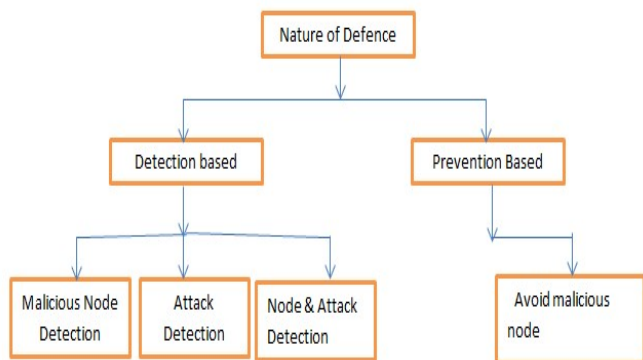 Nature of Defence
Detection based
Prevention Based
Malicious Node
Detection
Attack
Detection
Node & Attack
Detection
Avoid malicious
node